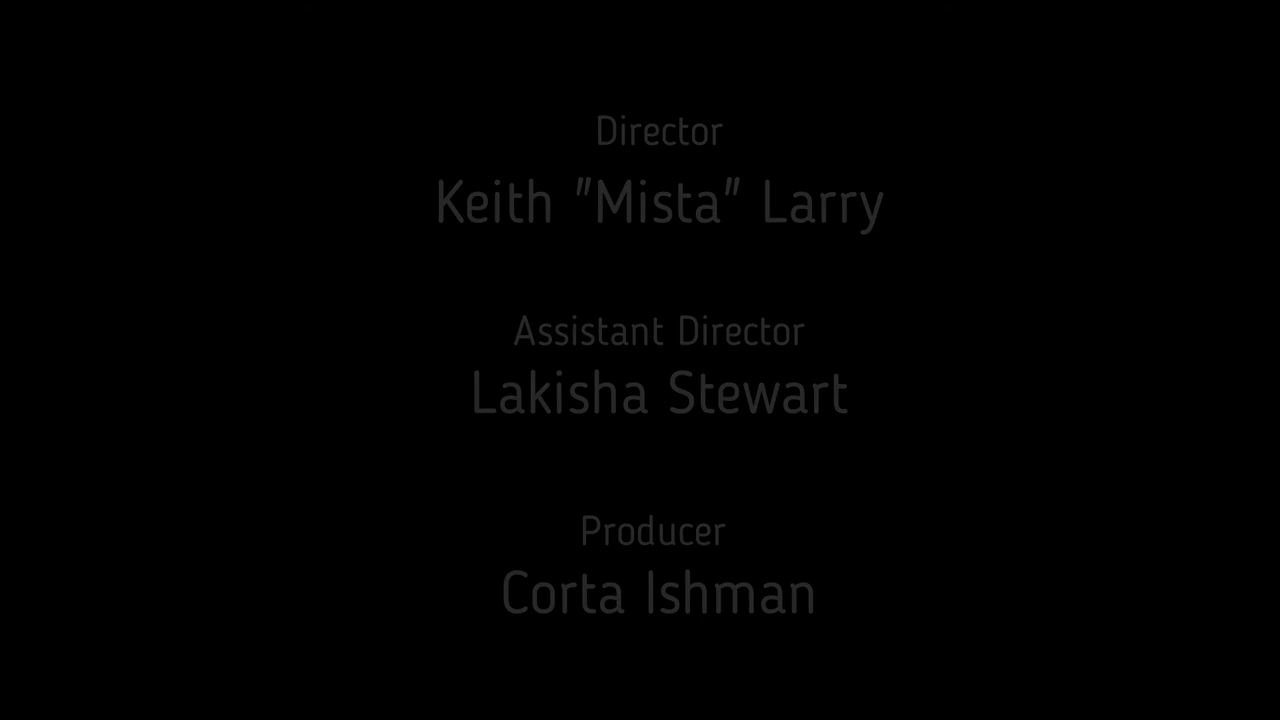 Director
Keith "Mista" Larry
Assistant Director
Lakisha Stewart
Producer
Corta Ishman